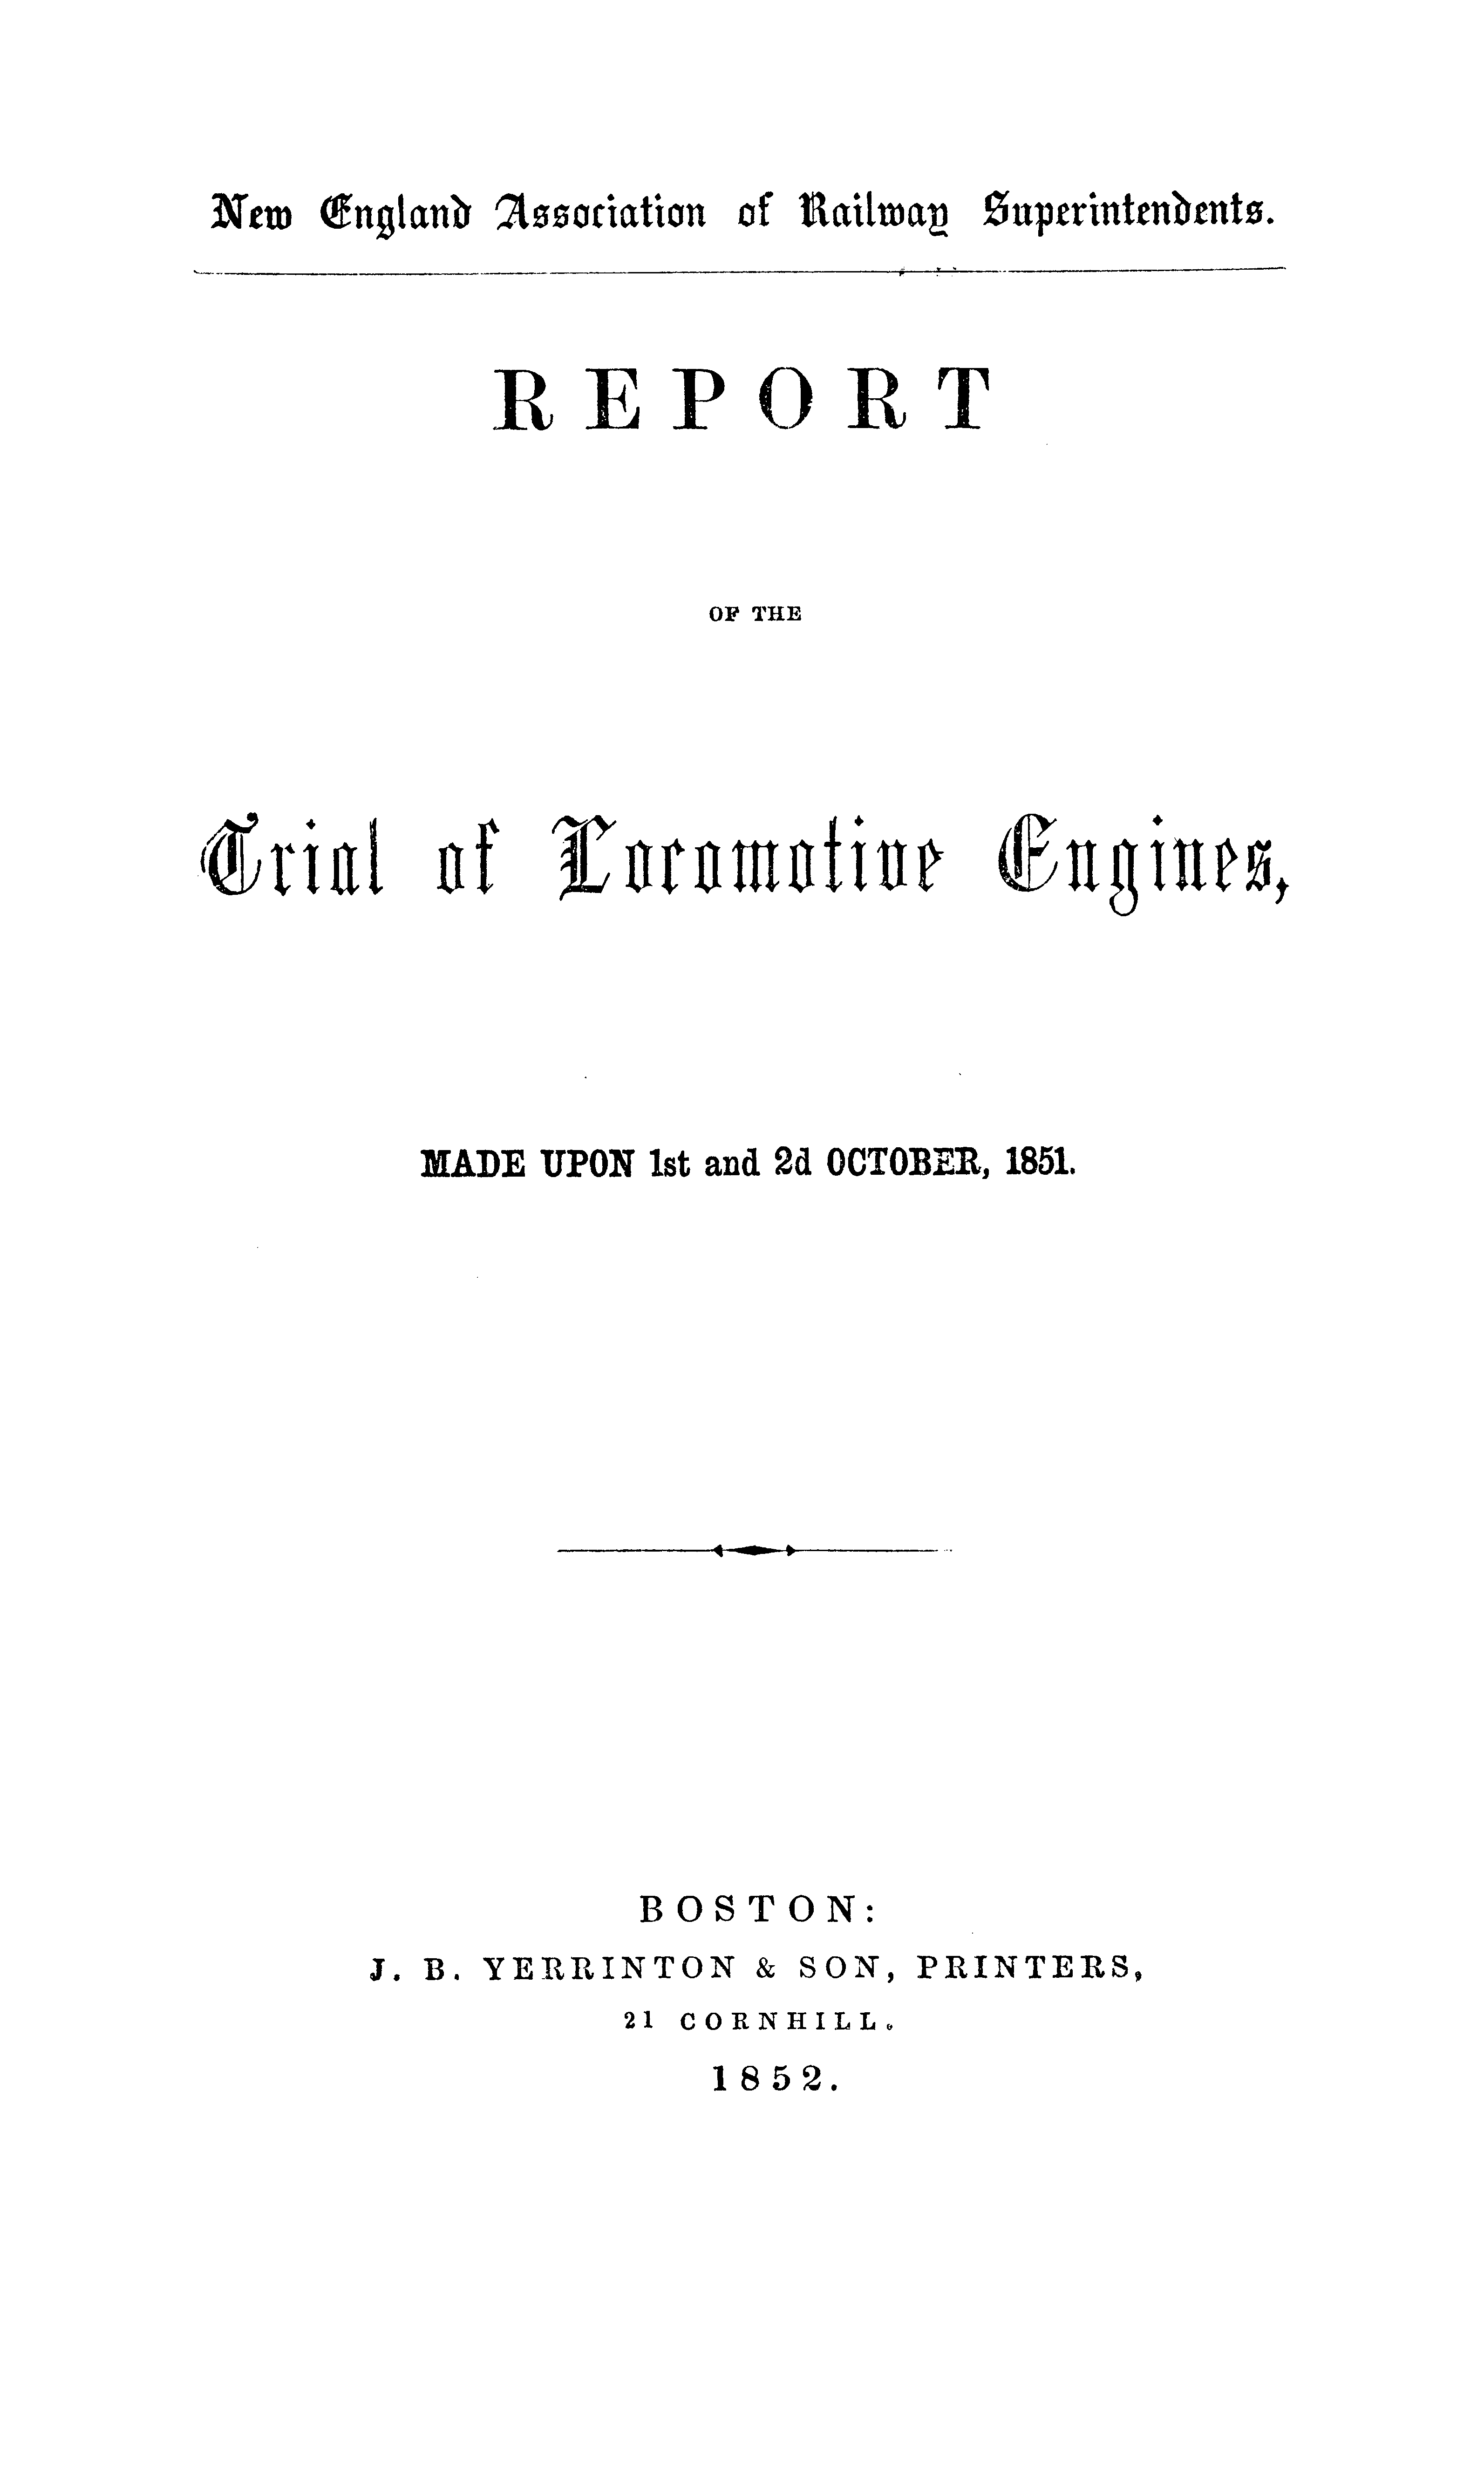 New England Association of Railway Superintendents.
REPORT
OF THE
Trial of Locomotive Engines,
MADE UPON 1st and 2d OCTOBER, 1851.
BOSTON:
J. B. YERRINTON & SON, PRINTERS,
21 CORNHILL.
1852.